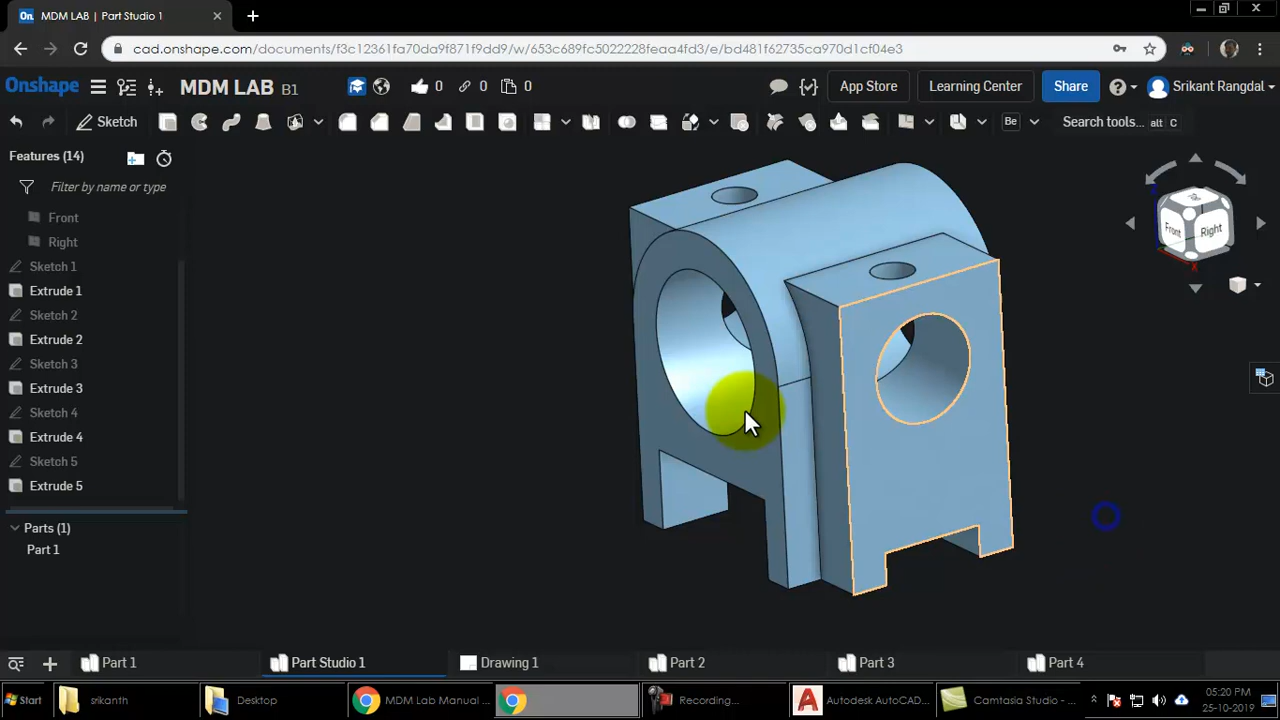 On MDM LAB | Part Studio 1
cad.onshape.com/documents/f3c12361fa70da9f871f9dd9/w/653c689fc5022228feaa4fd3/e/bd481f62735ca970d1cf04e3
Onshape MDM LAB B1 0 0 0 App Store Learning Center Share Srikant Rangdal
Sketch Be Search tools... alt C
Features (14)
Filter by name or type
Front
Right
Sketch 1
Extrude 1
Sketch 2
Extrude 2
Sketch 3
Extrude 3
Sketch 4
Extrude 4
Sketch 5
Extrude 5
Parts (1)
Part 1
Front Right
X
Part 1 Part Studio 1 Drawing 1 Part 2 Part 3 Part 4
Start srikanth Desktop MDM Lab Manual ... Recording... Autodesk AutoCAD... Camtasia Studio - ... 05:20 PM
25-10-2019